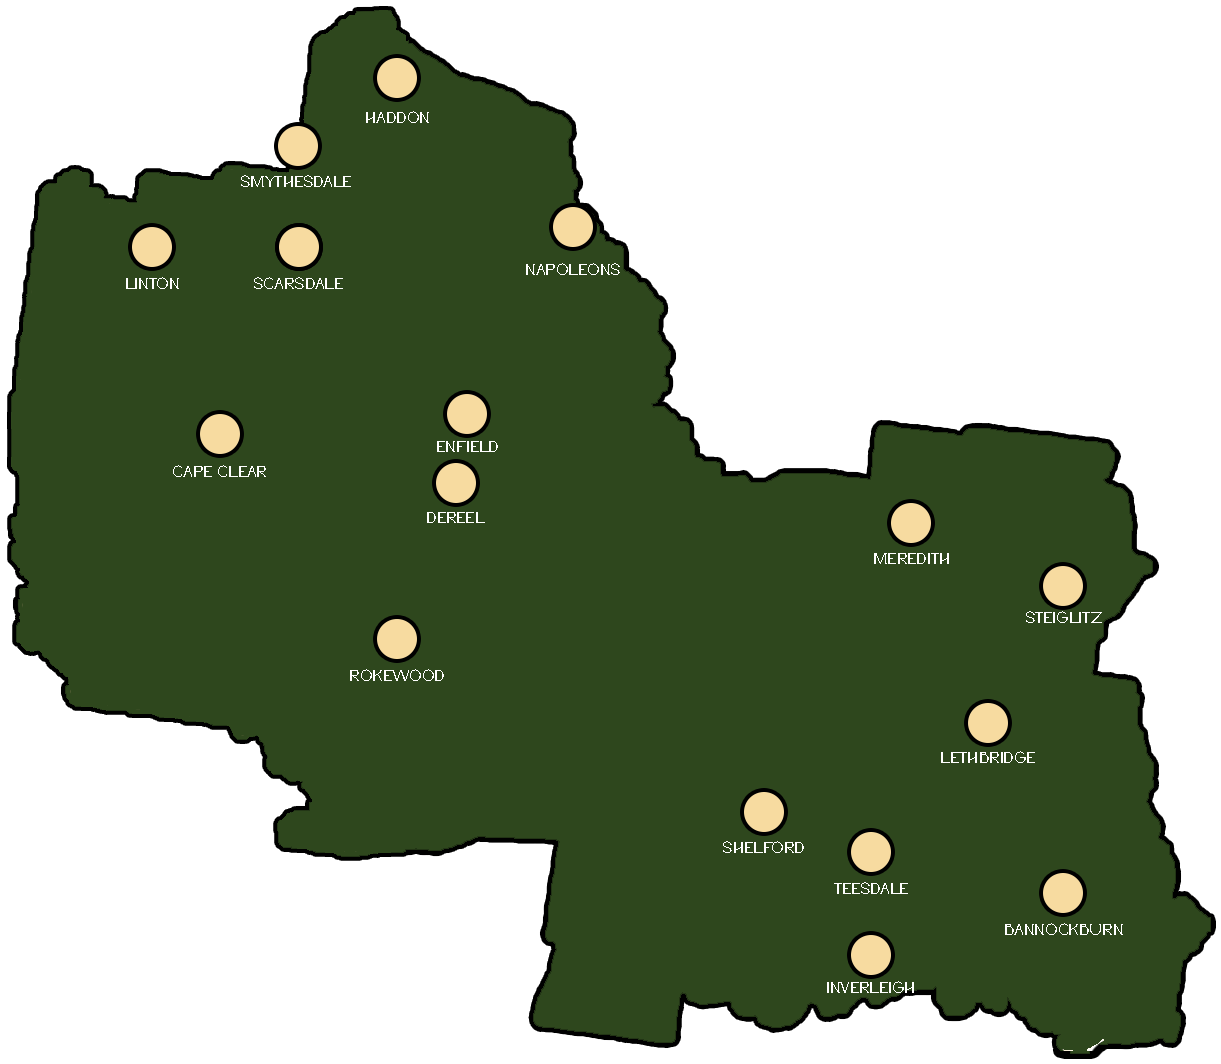 HADDON
SMYTHESDALE
NAPOLEONS
LINTON
SCARSDALE
ENFIELD
CAPE CLEAR
DEREEL
MEREDITH
STEIGLITZ
ROKEWOOD
LETHBRIDGE
SHELFORD
TEESDALE
BANNOCKBURN
INVERLEIGH